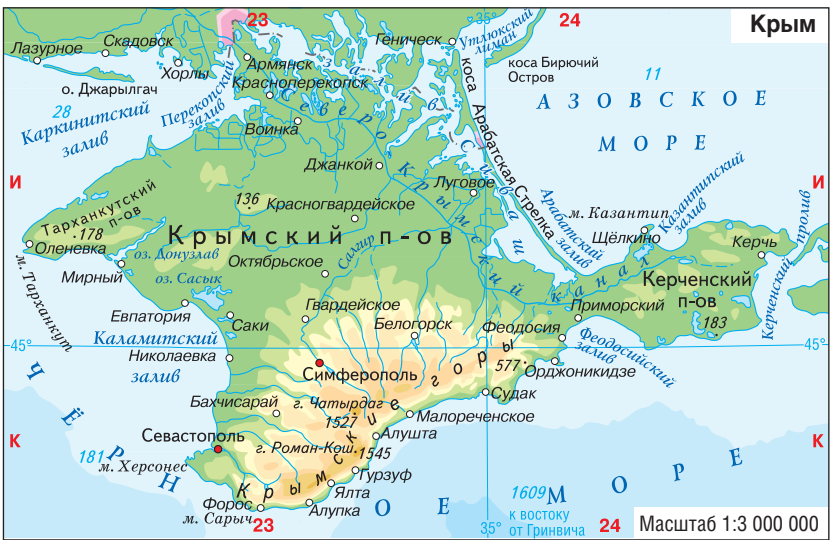 23
35°
24
Крым
Лазурное
Скадовск
Геническ
Утлюкский
лиман
Хорлы
Армянск
коса Бирючий
Остров
11
о. Джарылгач
Красноперекопск
залив Сиваш
28
Каркинитский
залив
Перекопский
залив
АЗОВСКОЕ
МОРЕ
Воинка
Северо-Крымский канал
коса Арабатская Стрелка
Джанкой
И
Луговое
И
Тарханкутский
п-ов
136
Красногвардейское
Арабатский
залив
м. Казантип
Казантипский
залив
178
Оленевка
Крымский п-ов
Щёлкино
Керчь
Керченский пролив
м. Тарханкут
Мирный
оз. Донузлав
Октябрьское
Салгир
оз. Сасык
Керченский
п-ов
Евпатория
Саки
Гвардейское
Приморский
183
Белогорск
Феодосия
45°
Каламитский
залив
Николаевка
Феодосийский
залив
45°
Симферополь
577
Орджоникидзе
Судак
Бахчисарай
г. Чатырдаг
1527
Малореченское
Севастополь
Алушта
г. Роман-Кош
1545
К
К
181
м. Херсонес
Гурзуф
Крымские горы
Ялта
Форос
Алупка
м. Сарыч
ЧЁРНОЕ МОРЕ
1609
23
35°
к востоку
от Гринвича
24
Масштаб 1:3 000 000